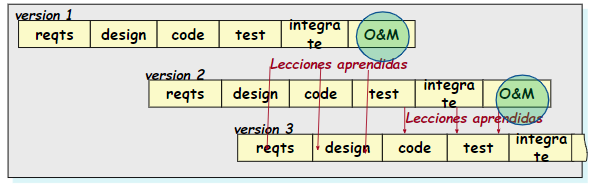 version 1
reqts design code test integra
te O&M
Lecciones aprendidas
version 2
reqts design code test integra
te O&M
Lecciones aprendidas
version 3
reqts design code test integra
te